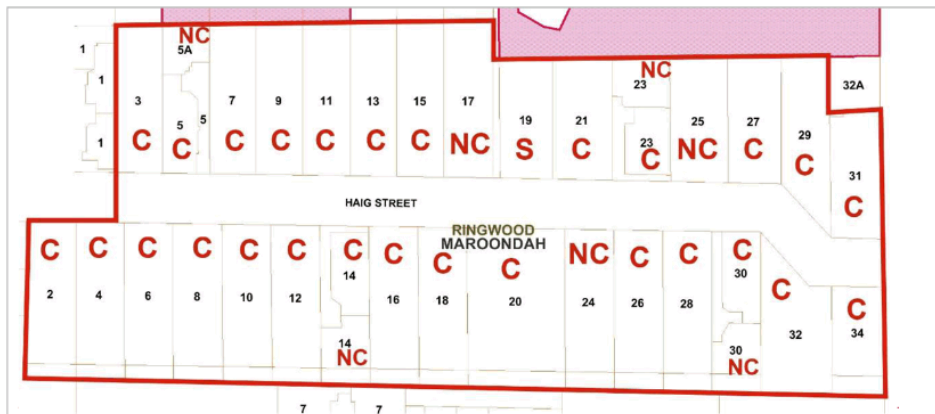 NC
5A
1
1
1
3
5
5
7
9
11
13
15
17
19
21
NC
23
23
25
27
29
32A
31
C
C
C
C
C
C
C
NC
S
C
C
NC
C
C
C
HAIG STREET
RINGWOOD
MAROONDAH
C
C
C
C
C
C
C
C
C
C
NC
C
C
C
C
C
2
4
6
8
10
12
14
16
18
20
24
26
28
30
32
34
14
NC
30
NC
7
7